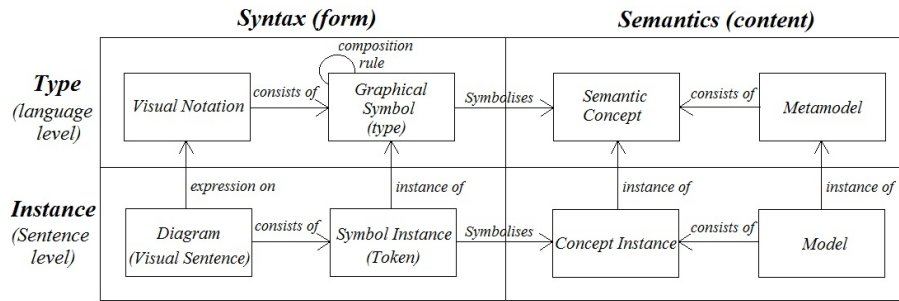 Syntax (form)
Semantics (content)
composition
rule
Type
(language
level)
Visual Notation
consists of
Graphical
Symbol
(type)
Symbolises
Semantic
Concept
consists of
Metamodel
expression on
instance of
instance of
instance of
Instance
(Sentence
level)
Diagram
(Visual Sentence)
consists of
Symbol Instance
(Token)
Symbolises
Concept Instance
consists of
Model